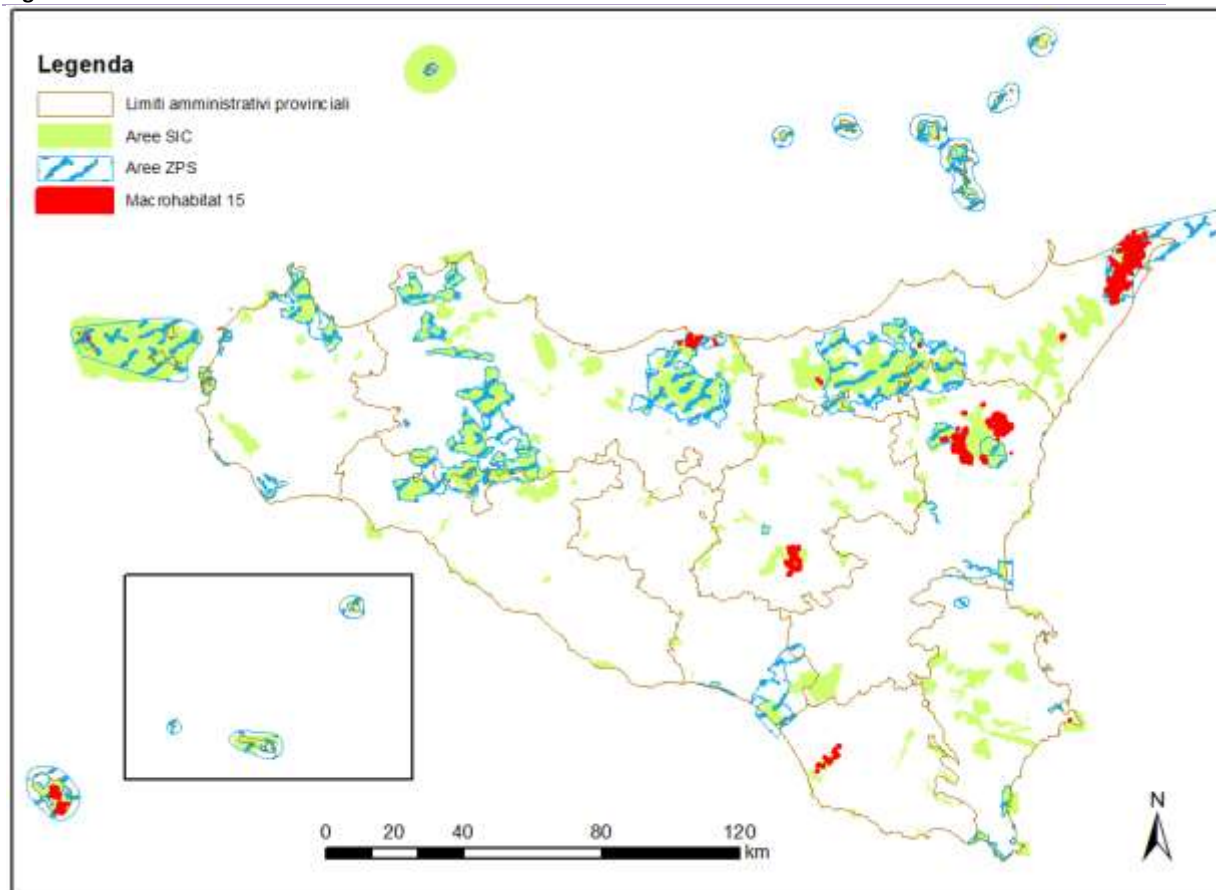 Legenda
Limiti amministrativi provinciali
Aree SIC
Aree ZPS
Macrohabitat 15
N
0 20 40 80 120
km